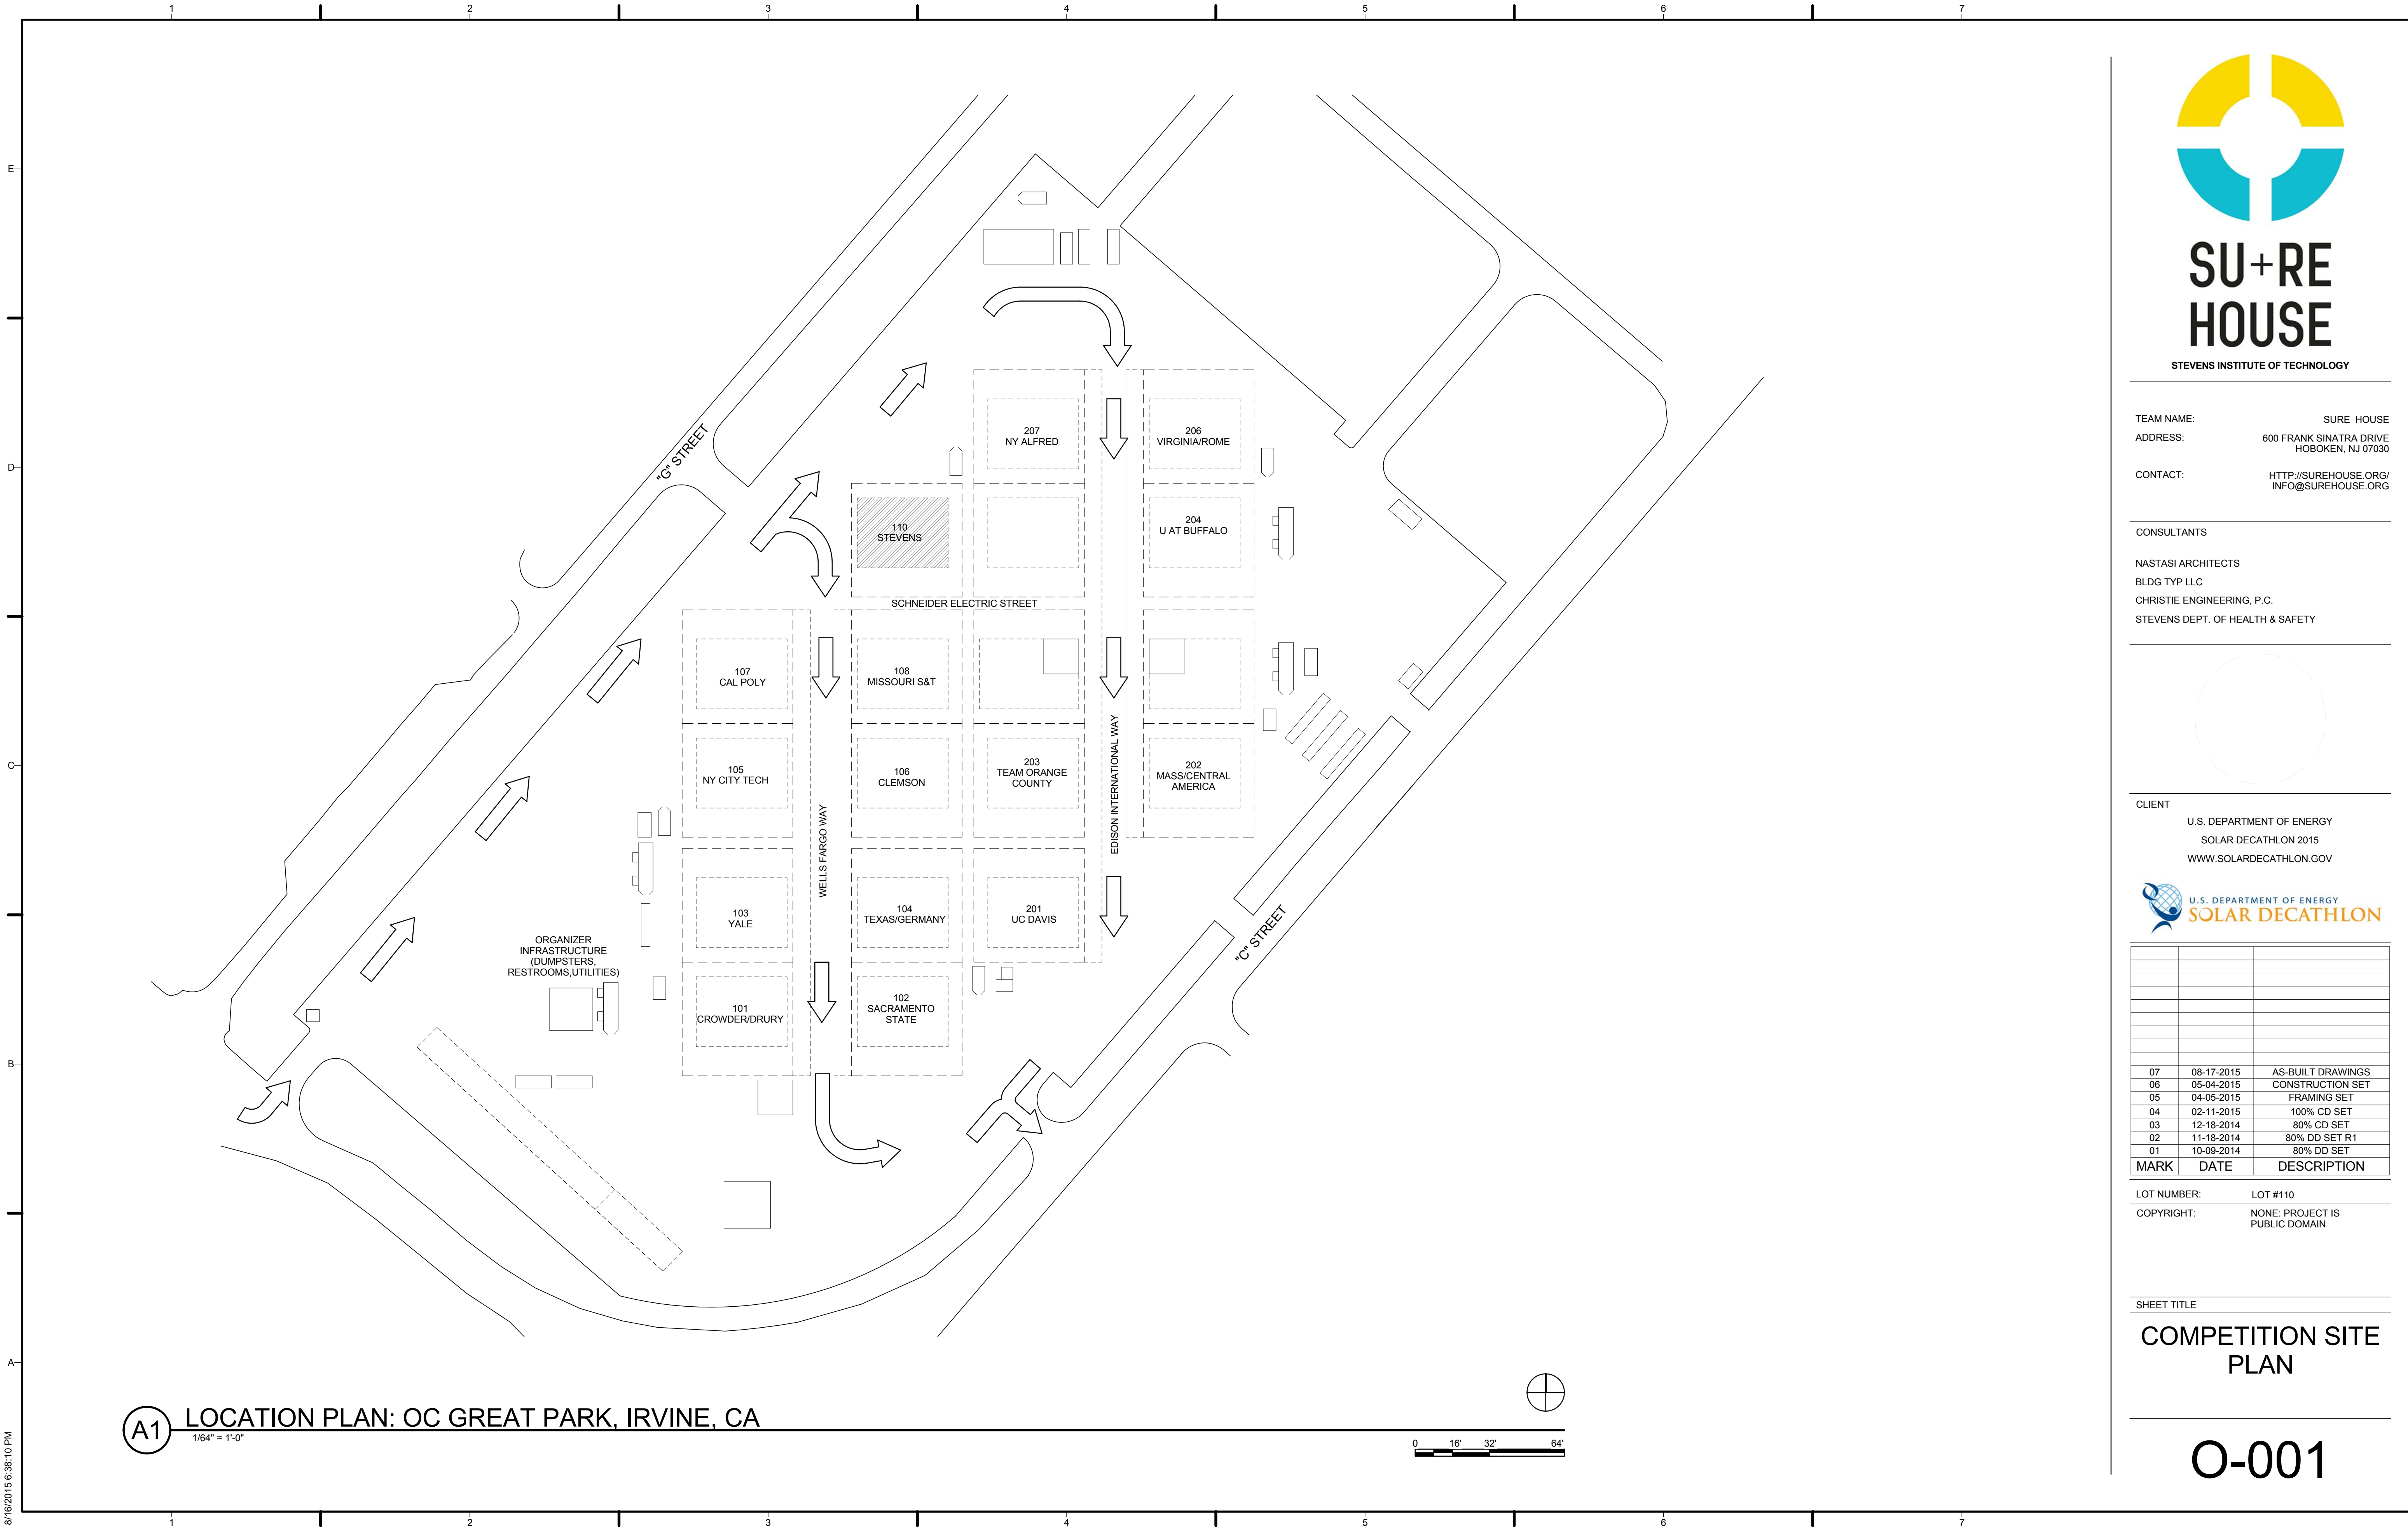 1 2 3 4 5 6 7
E
D
C
B
A
"G" STREET
207
NY ALFRED
206
VIRGINIA/ROME
110
STEVENS
204
U AT BUFFALO
SCHNEIDER ELECTRIC STREET
107
CAL POLY
108
MISSOURI S&T
105
NY CITY TECH
106
CLEMSON
203
TEAM ORANGE
COUNTY
202
MASS/CENTRAL
AMERICA
WELLS FARGO WAY
EDISON INTERNATIONAL WAY
103
YALE
104
TEXAS/GERMANY
201
UC DAVIS
"C" STREET
ORGANIZER
INFRASTRUCTURE
(DUMPSTERS,
RESTROOMS,UTILITIES)
101
CROWDER/DRURY
102
SACRAMENTO
STATE
A1
LOCATION PLAN: OC GREAT PARK, IRVINE, CA
1/64" = 1'-0"
0 16' 32' 64'
1 2 3 4 5 6 7
8/16/2015 6:38:10 PM
SU+RE
HOUSE
STEVENS INSTITUTE OF TECHNOLOGY
TEAM NAME: SURE HOUSE
ADDRESS: 600 FRANK SINATRA DRIVE
HOBOKEN, NJ 07030
CONTACT: HTTP://SUREHOUSE.ORG/
INFO@SUREHOUSE.ORG
CONSULTANTS
NASTASI ARCHITECTS
BLDG TYP LLC
CHRISTIE ENGINEERING, P.C.
STEVENS DEPT. OF HEALTH & SAFETY
CLIENT
U.S. DEPARTMENT OF ENERGY
SOLAR DECATHLON 2015
WWW.SOLARDECATHLON.GOV
U.S. DEPARTMENT OF ENERGY
SOLAR DECATHLON
07 08-17-2015 AS-BUILT DRAWINGS
06 05-04-2015 CONSTRUCTION SET
05 04-05-2015 FRAMING SET
04 02-11-2015 100% CD SET
03 12-18-2014 80% CD SET
02 11-18-2014 80% DD SET R1
01 10-09-2014 80% DD SET
MARK DATE DESCRIPTION
LOT NUMBER: LOT #110
COPYRIGHT: NONE: PROJECT IS
PUBLIC DOMAIN
SHEET TITLE
COMPETITION SITE
PLAN
O-001